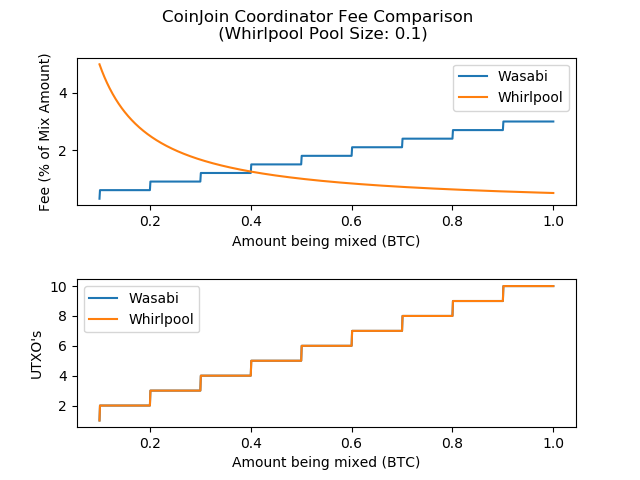 CoinJoin Coordinator Fee Comparison
(Whirlpool Pool Size: 0.1)
Fee (% of Mix Amount)
4
2
Wasabi
Whirlpool
0.2 0.4 0.6 0.8 1.0
Amount being mixed (BTC)
UTXO's
10
8
6
4
2
Wasabi
Whirlpool
0.2 0.4 0.6 0.8 1.0
Amount being mixed (BTC)